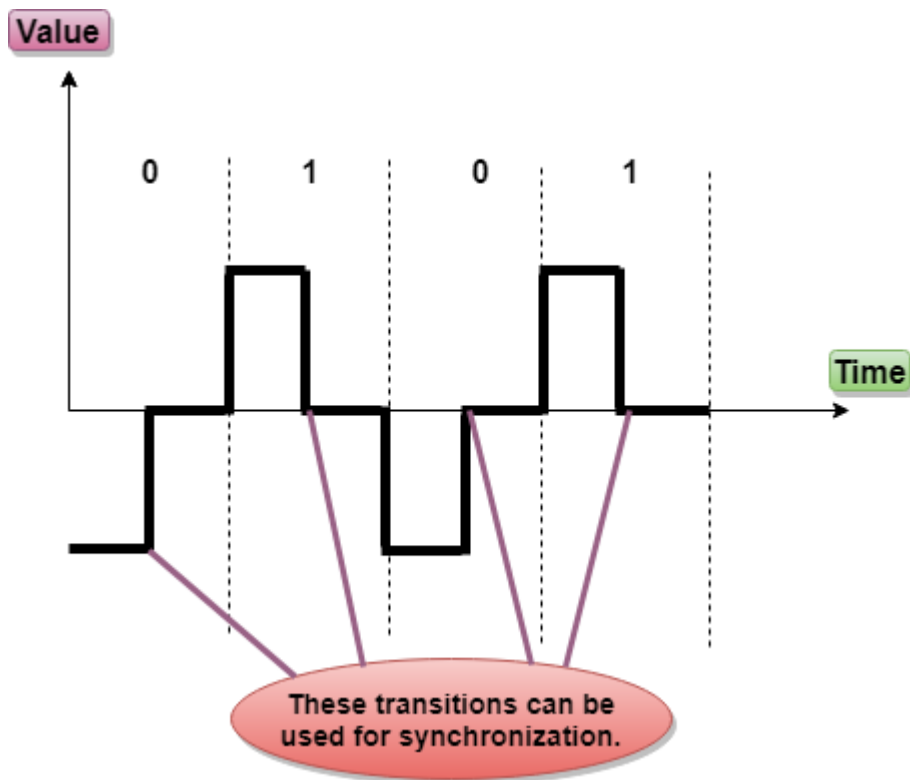 Value
0
1
0
1
Time
These transitions can be
used for synchronization.